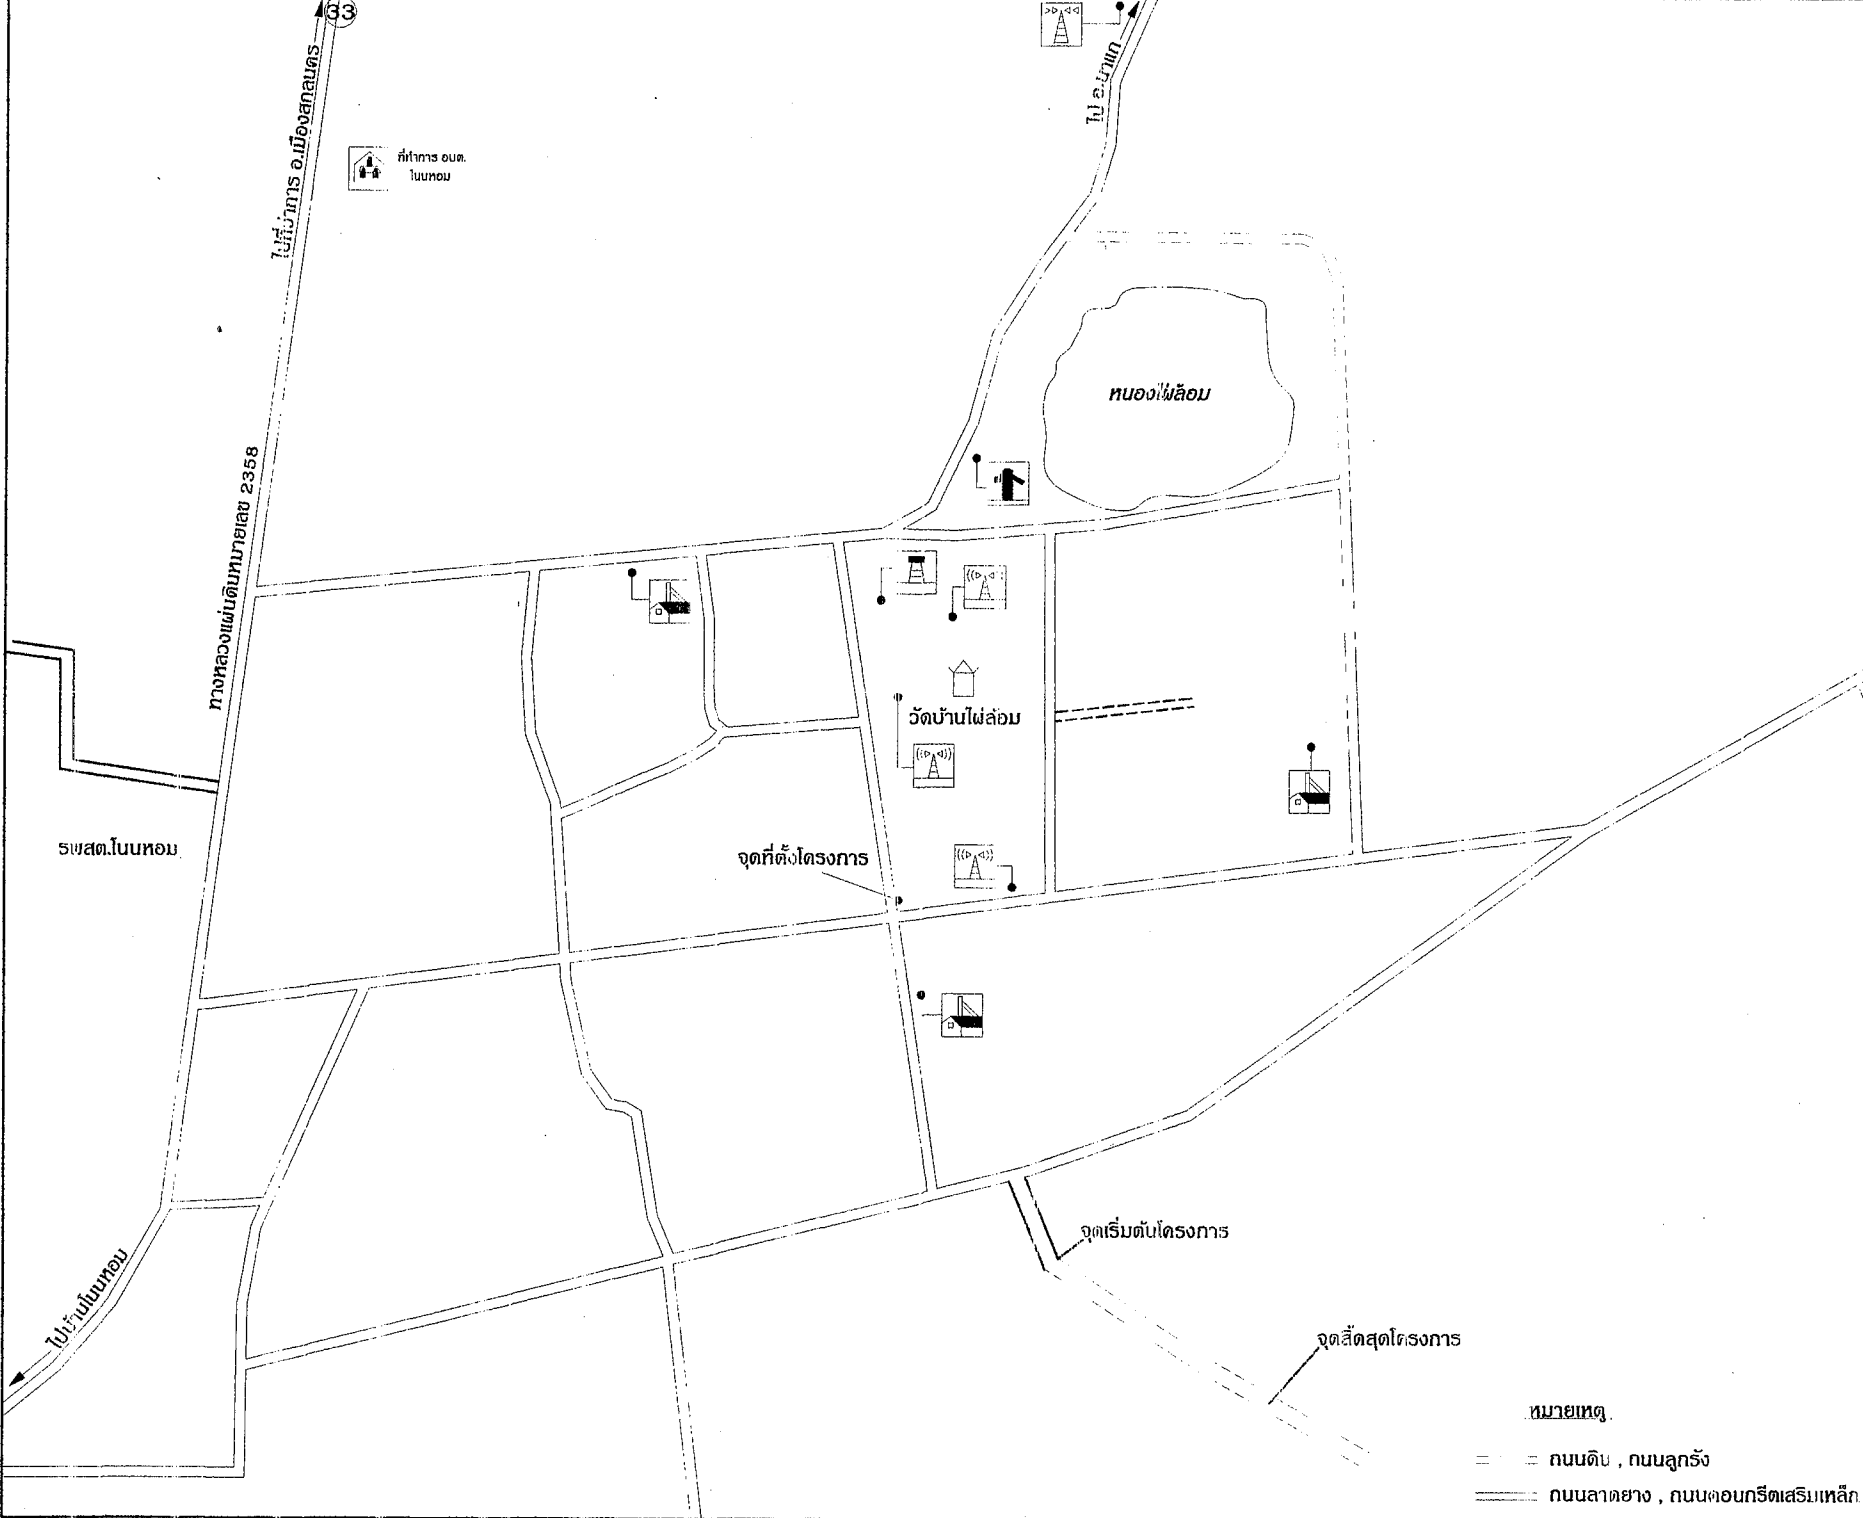 33
ไปที่ว่าการ อ.เมืองสกลนคร
ไป อ.นาแก
ที่ทำการ อบต.
โนนหอม
หนองไผ่ล้อม
ทางหลวงแผ่นดินหมายเลข 2358
วัดบ้านไผ่ล้อม
รพสต.โนนหอม
จุดที่ตั้งโครงการ
จุดเริ่มต้นโครงการ
ไปบ้านโนนหอม
จุดสิ้นสุดโครงการ
หมายเหตุ
ถนนดิน , ถนนลูกรัง
ถนนลาดยาง , ถนนคอนกรีตเสริมเหล็ก